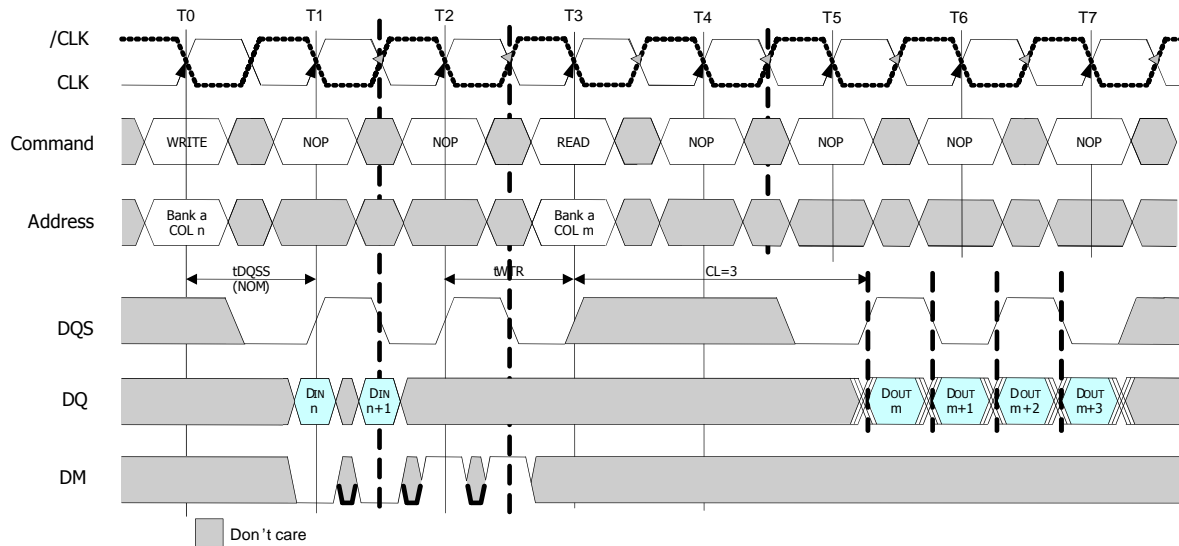 T0 T1 T2 T3 T4 T5 T6 T7
/CLK
CLK
Command WRITE NOP NOP READ NOP NOP NOP NOP
Address Bank a COL n Bank a COL m
tDQSS (NOM) tWTR CL=3
DQS
DQ DIN n DIN n+1 DOUT m DOUT m+1 DOUT m+2 DOUT m+3
DM
Don't care